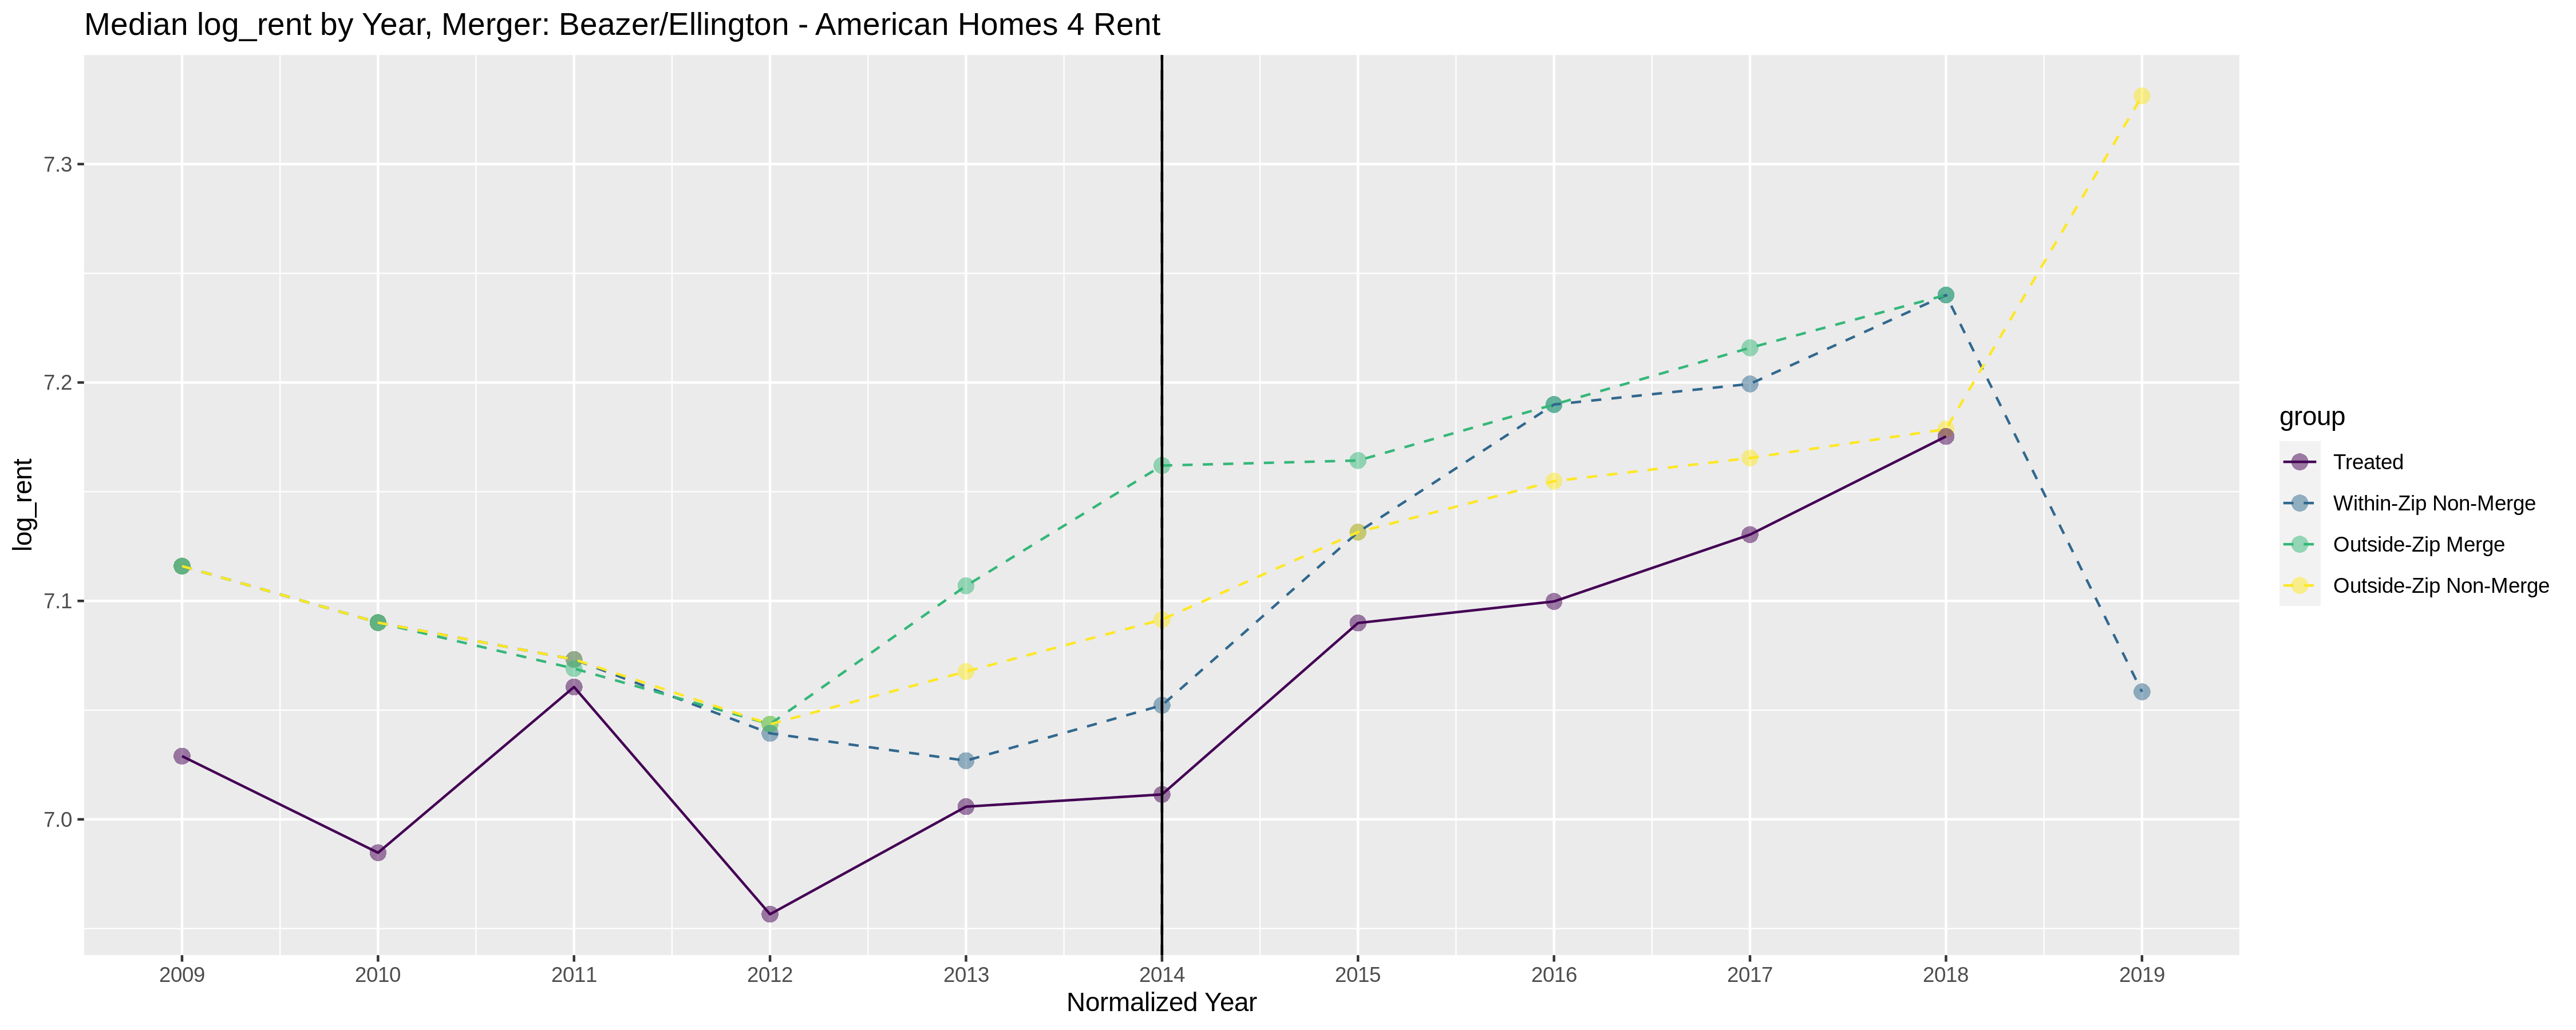 Median log_rent by Year, Merger: Beazer/Ellington - American Homes 4 Rent
log_rent
7.3
7.2
7.1
7.0
2009 2010 2011 2012 2013 2014 2015 2016 2017 2018 2019
Normalized Year
group
Treated
Within-Zip Non-Merge
Outside-Zip Merge
Outside-Zip Non-Merge